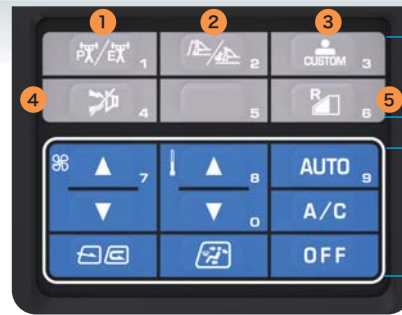 1 2 3
P /E 1 2 CUSTOM 3
4 4 5 R 6 5
7 8 AUTO 9
0 A/C
OFF